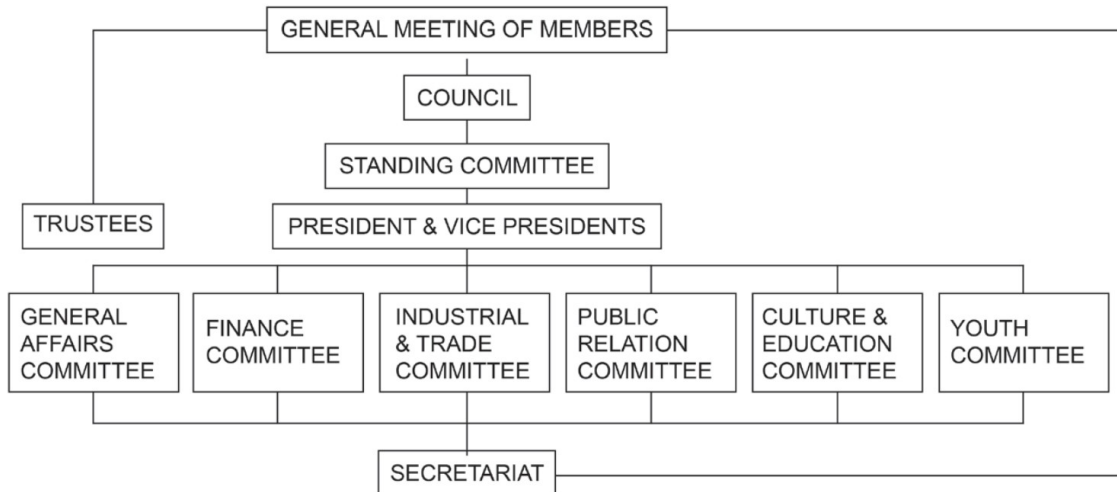 GENERAL MEETING OF MEMBERS
COUNCIL
STANDING COMMITTEE
TRUSTEES
PRESIDENT & VICE PRESIDENTS
GENERAL
AFFAIRS
COMMITTEE
FINANCE
COMMITTEE
INDUSTRIAL
& TRADE
COMMITTEE
PUBLIC
RELATION
COMMITTEE
CULTURE &
EDUCATION
COMMITTEE
YOUTH
COMMITTEE
SECRETARIAT